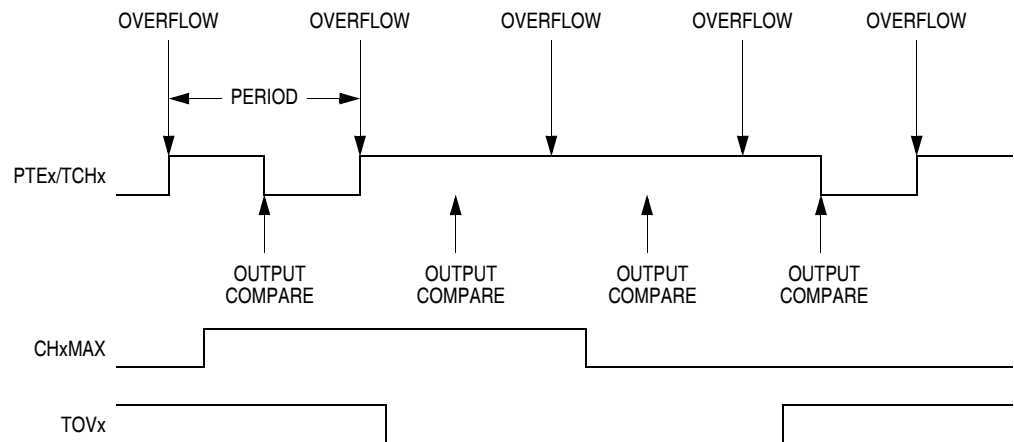 OVERFLOW OVERFLOW OVERFLOW OVERFLOW OVERFLOW
PERIOD
PTEx/TCHx
OUTPUT
COMPARE
OUTPUT
COMPARE
OUTPUT
COMPARE
OUTPUT
COMPARE
CHxMAX
TOVx